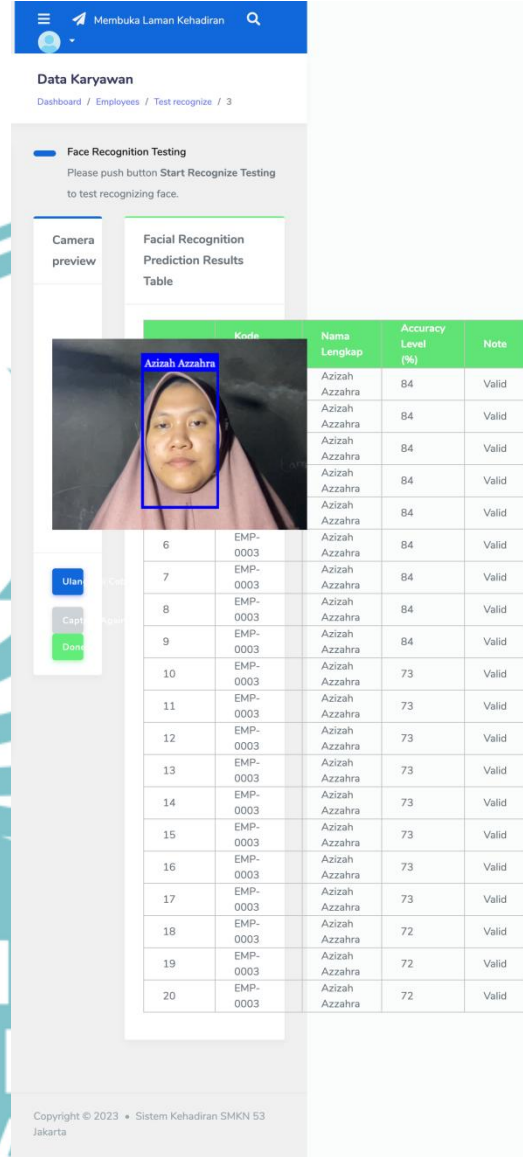 Membuka Laman Kehadiran
Data Karyawan
Dashboard / Employees / Test recognize / 3
Face Recognition Testing
Please push button Start Recognize Testing
to test recognizing face.
Camera
preview
Facial Recognition
Prediction Results
Table
Kode Nama Lengkap Accuracy Level (%) Note
Azizah Azzahra
Azizah Azzahra 84 Valid
Azizah Azzahra 84 Valid
Azizah Azzahra 84 Valid
Azizah Azzahra 84 Valid
Azizah Azzahra 84 Valid
6 EMP-0003 Azizah Azzahra 84 Valid
7 EMP-0003 Azizah Azzahra 84 Valid
8 EMP-0003 Azizah Azzahra 84 Valid
9 EMP-0003 Azizah Azzahra 84 Valid
10 EMP-0003 Azizah Azzahra 73 Valid
11 EMP-0003 Azizah Azzahra 73 Valid
12 EMP-0003 Azizah Azzahra 73 Valid
13 EMP-0003 Azizah Azzahra 73 Valid
14 EMP-0003 Azizah Azzahra 73 Valid
15 EMP-0003 Azizah Azzahra 73 Valid
16 EMP-0003 Azizah Azzahra 73 Valid
17 EMP-0003 Azizah Azzahra 73 Valid
18 EMP-0003 Azizah Azzahra 72 Valid
19 EMP-0003 Azizah Azzahra 72 Valid
20 EMP-0003 Azizah Azzahra 72 Valid
Done
Copyright © 2023 • Sistem Kehadiran SMKN 53
Jakarta